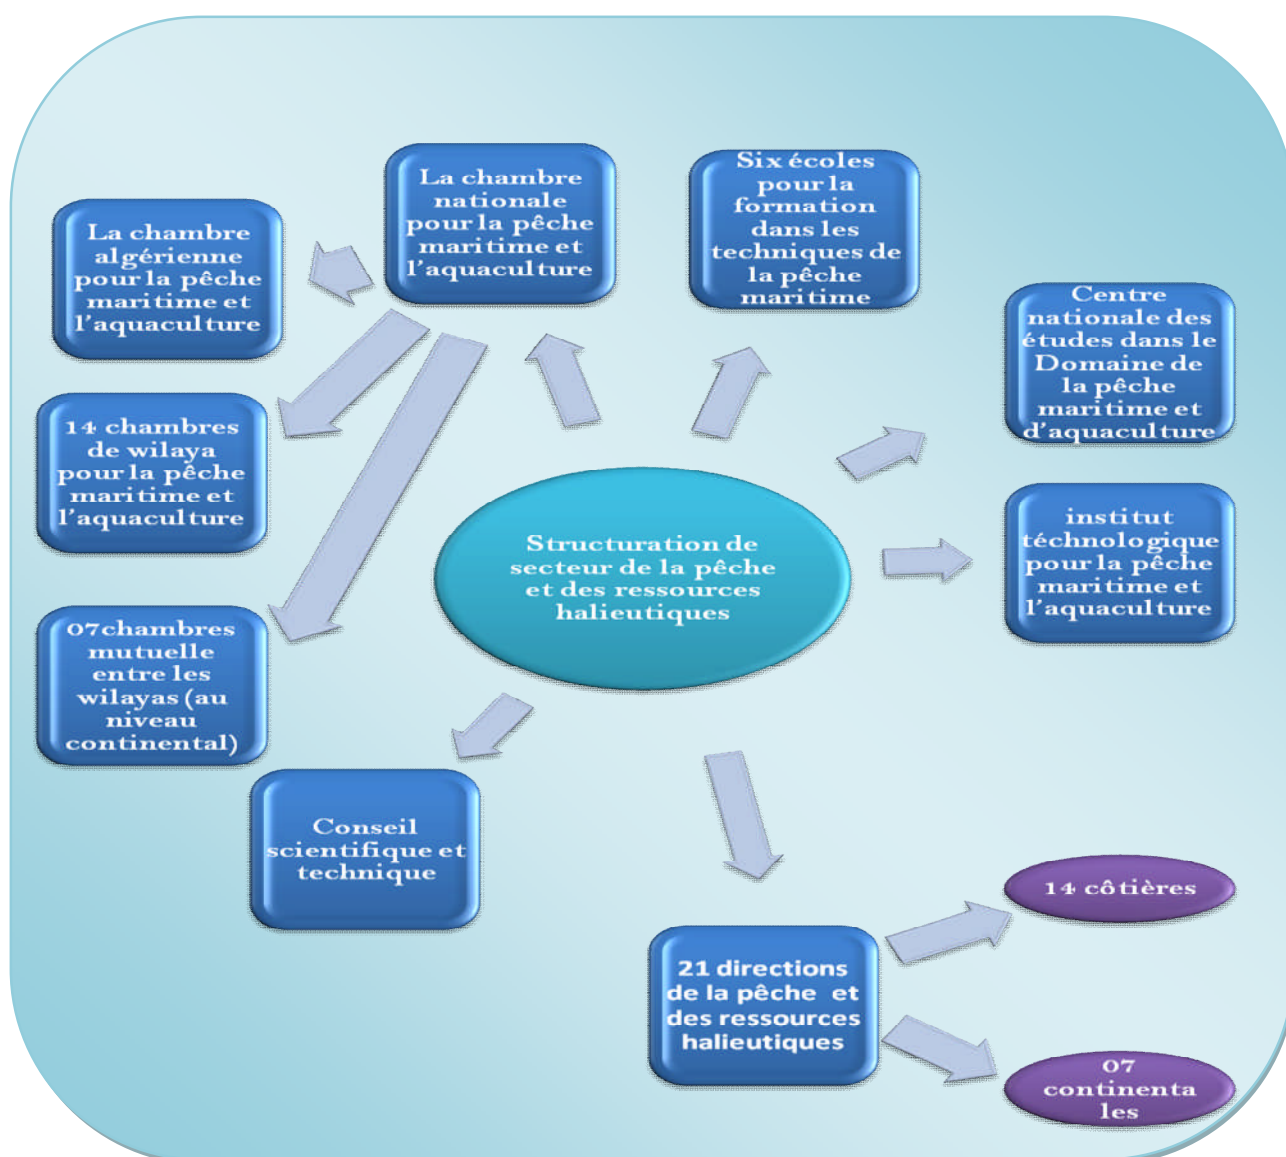 La chambre
nationale
pour la pêche
maritime et
l'aquaculture
Six écoles
pour la
formation
dans les
techniques de
la pêche
maritime
La chambre
algérienne
pour la pêche
maritime et
l'aquaculture
Centre
nationale des
études dans le
Domaine de
la pêche
maritime et
d'aquaculture
14 chambres
de wilaya
pour la pêche
maritime et
l'aquaculture
institut
téchnologique
pour la pêche
maritime et
l'aquaculture
Structuration de
secteur de la pêche
et des ressources
halieutiques
07chambres
mutuelle
entre les
wilayas (au
niveau
continental)
Conseil
scientifique et
technique
14 côtières
21 directions
de la pêche et
des ressources
halieutiques
07
continenta
les